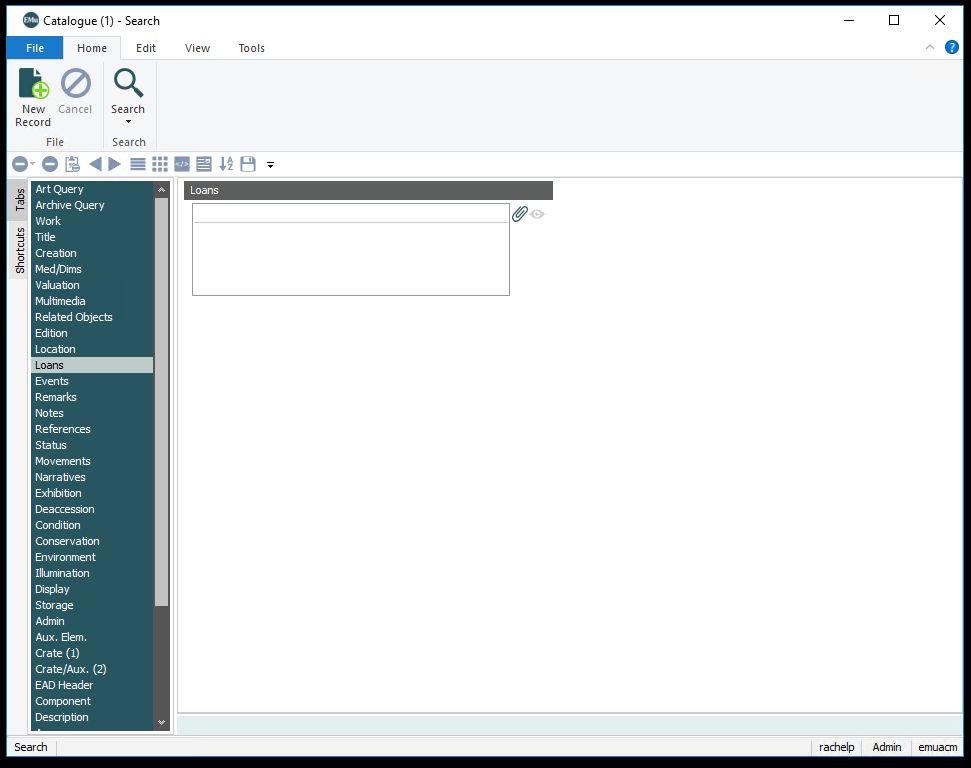 EMu Catalogue (1) - Search
File Home Edit View Tools ?
New Record Cancel Search
File Search
</>
Tabs
Shortcuts
Art Query
Archive Query
Work
Title
Creation
Med/Dims
Valuation
Multimedia
Related Objects
Edition
Location
Loans
Events
Remarks
Notes
References
Status
Movements
Narratives
Exhibition
Deaccession
Condition
Conservation
Environment
Illumination
Display
Storage
Admin
Aux. Elem.
Crate (1)
Crate/Aux. (2)
EAD Header
Component
Description
Loans
Search rachelp Admin emuacm